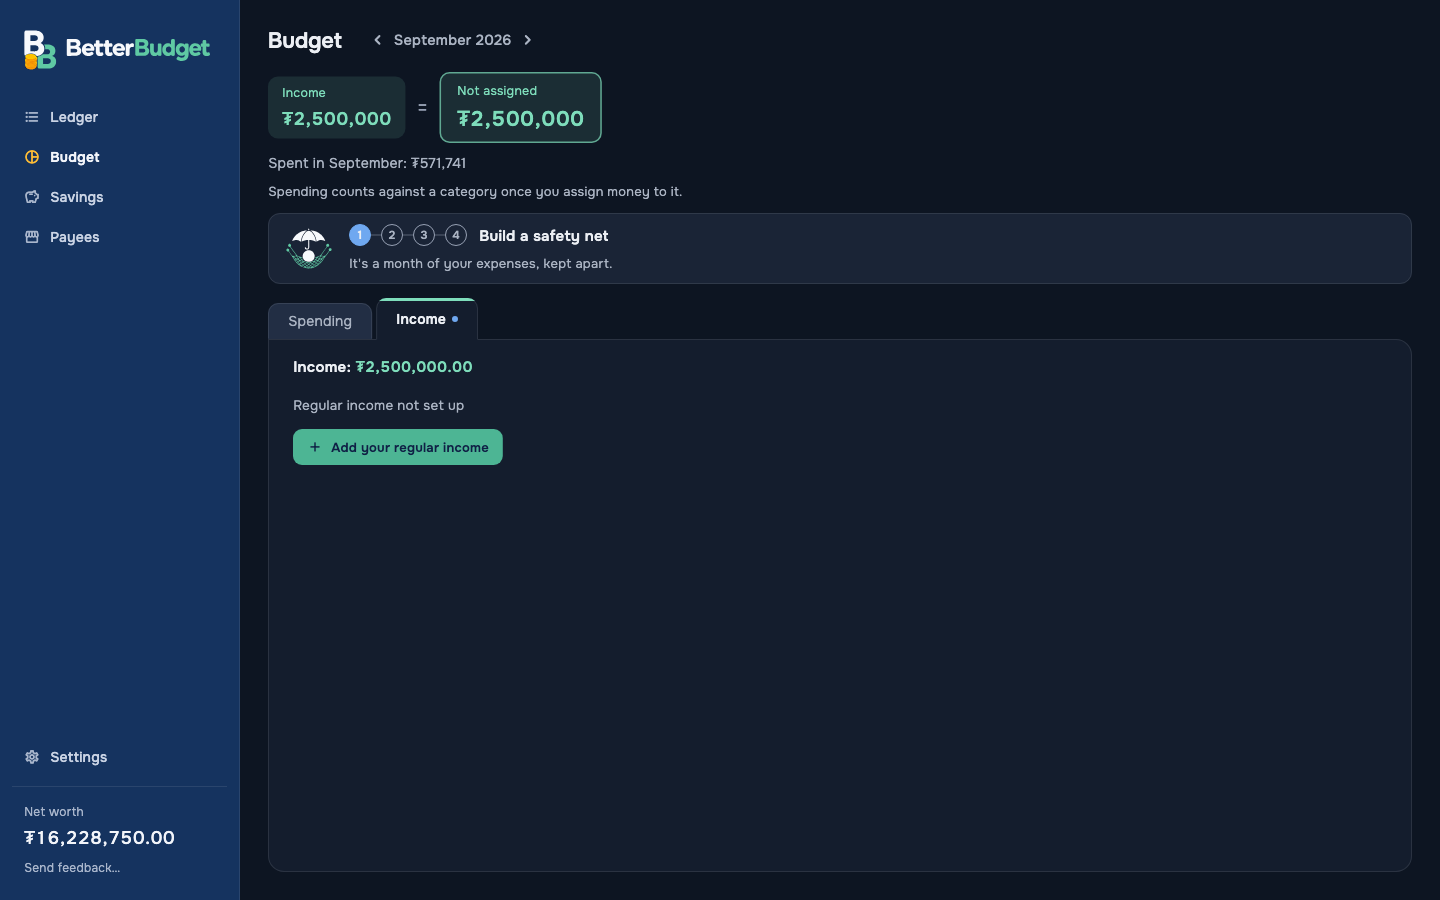 BetterBudget
Ledger
Budget
Savings
Payees
Settings
Net worth
₮16,228,750.00
Send feedback...
Budget
September 2026
Income
₮2,500,000
=
Not assigned
₮2,500,000
Spent in September: ₮571,741
Spending counts against a category once you assign money to it.
1 2 3 4 Build a safety net
It's a month of your expenses, kept apart.
Spending
Income
Income: ₮2,500,000.00
Regular income not set up
+ Add your regular income